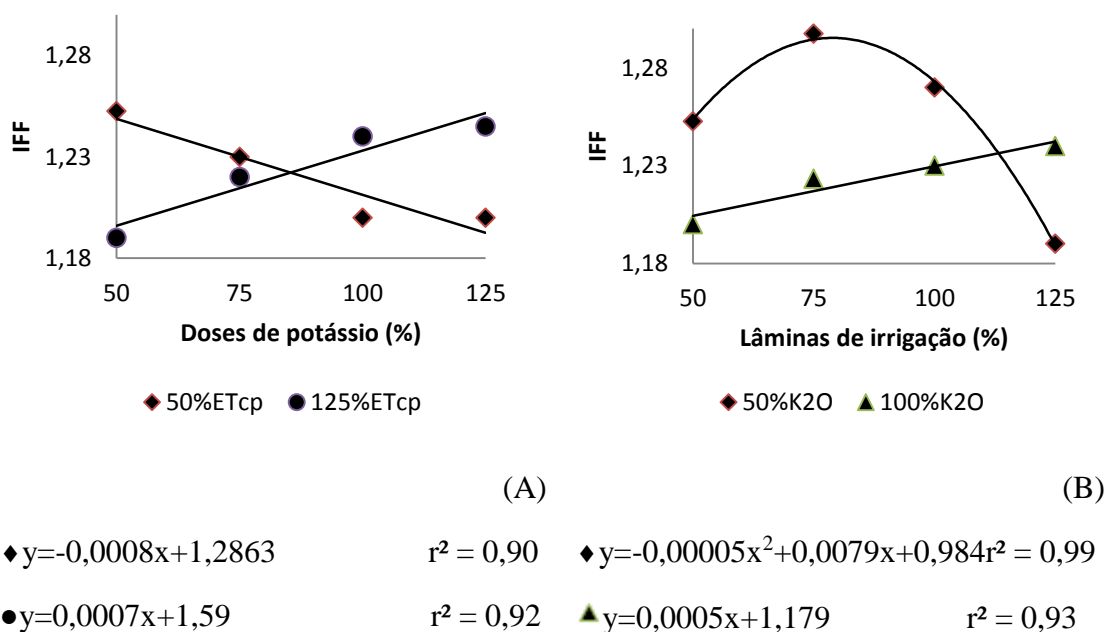 IFF
1,28
1,23
1,18
50 75 100 125
Doses de potássio (%)
50%ETcp 125%ETcp
IFF
1,28
1,23
1,18
50 75 100 125
Lâminas de irrigação (%)
50%K2O 100%K2O
(A) (B)
♦y=-0,0008x+1,2863 r² = 0,90 ♦y=-0,00005x²+0,0079x+0,984r² = 0,99
●y=0,0007x+1,59 r² = 0,92 ▲y=0,0005x+1,179 r² = 0,93